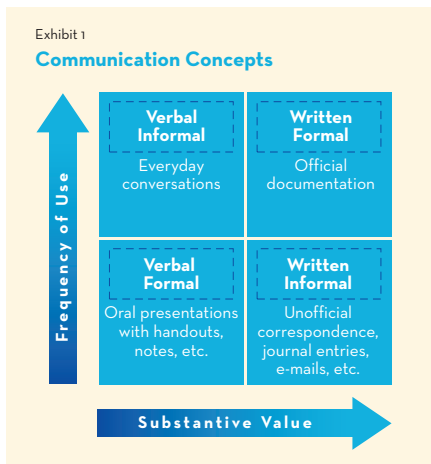 Exhibit 1
Communication Concepts
Frequency of Use
Verbal
Informal
Everyday
conversations
Written
Formal
Official
documentation
Verbal
Formal
Oral presentations
with handouts,
notes, etc.
Written
Informal
Unofficial
correspondence,
journal entries,
e-mails, etc.
Substantive Value